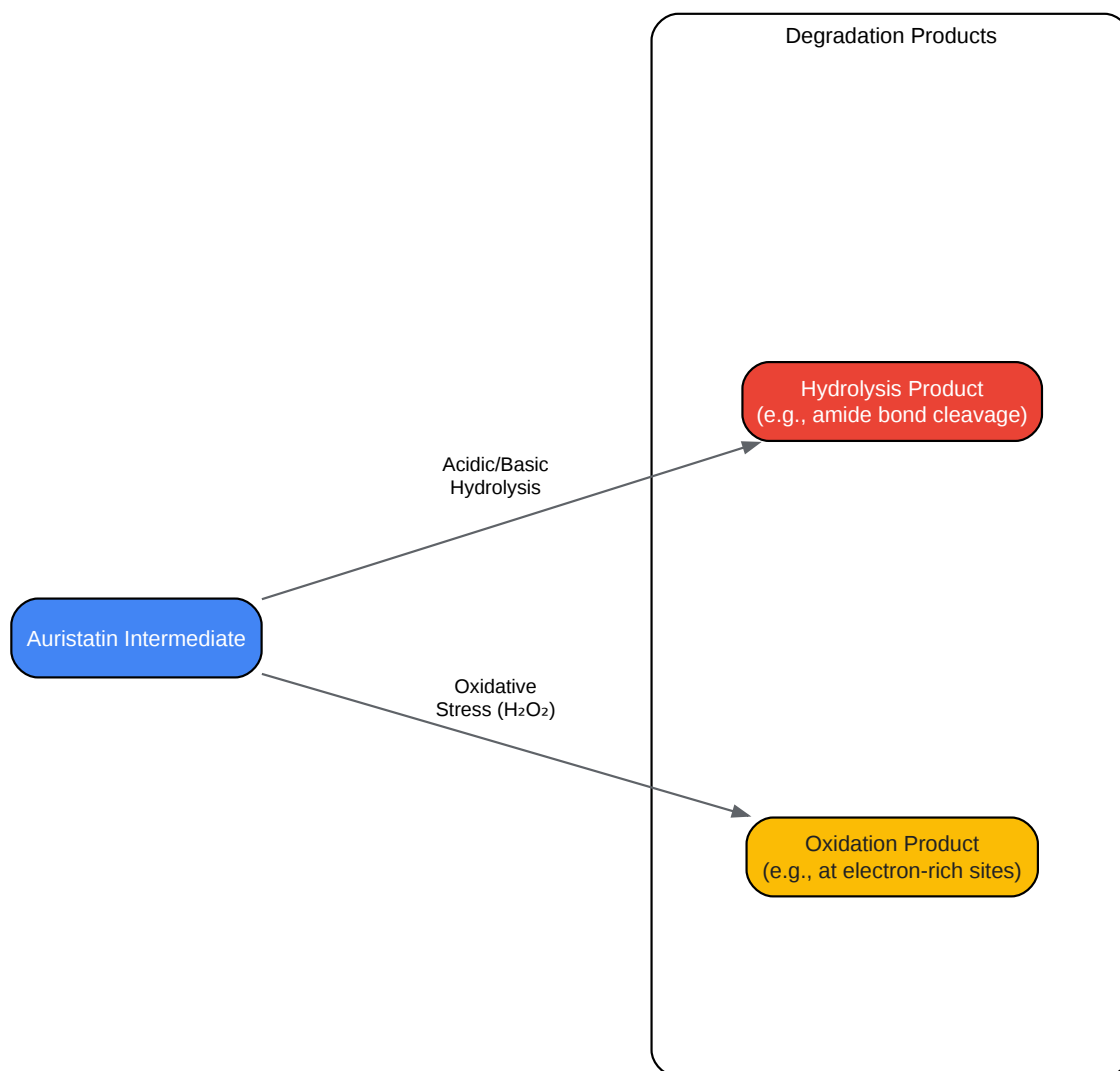 Degradation Products
Hydrolysis Product
(e.g., amide bond cleavage)
Acidic/Basic
Hydrolysis
Auristatin Intermediate
Oxidative
Stress (H₂O₂)
Oxidation Product
(e.g., at electron-rich sites)